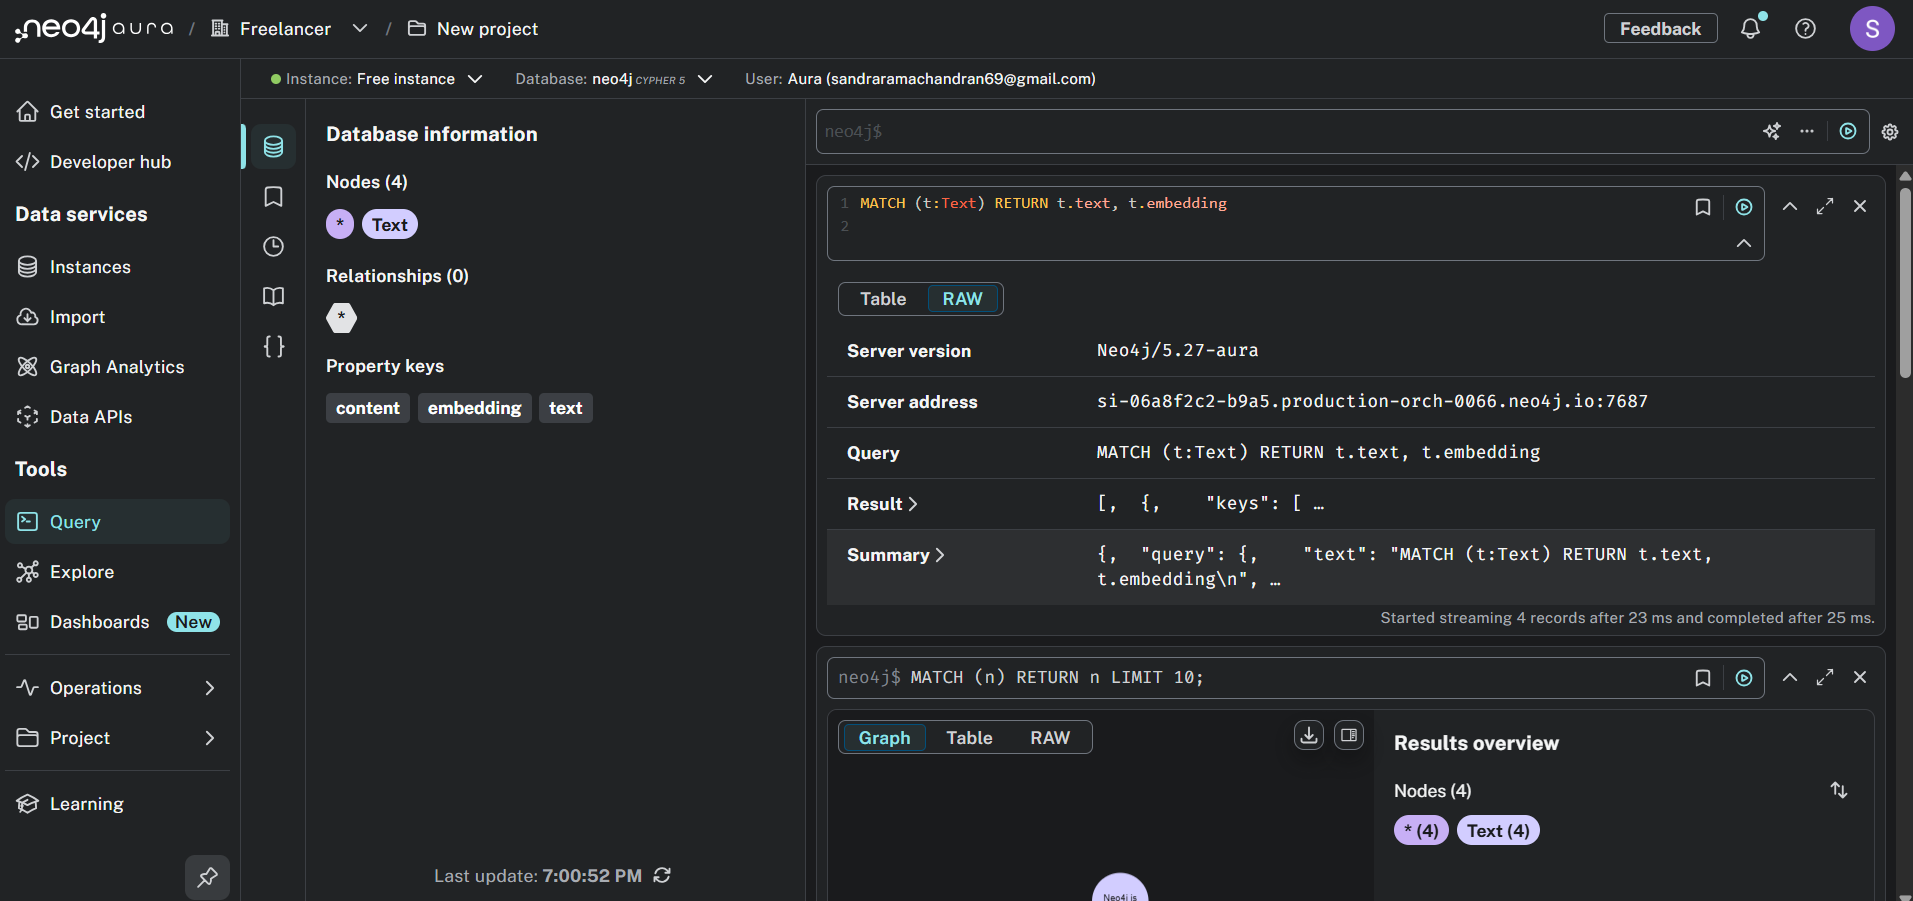 neo4j aura / Freelancer / New project Feedback S
Instance: Free instance Database: neo4j CYPHER 5 User: Aura (sandraramachandran69@gmail.com)
Get started
Developer hub
Data services
Instances
Import
Graph Analytics
Data APIs
Tools
Query
Explore
Dashboards New
Operations
Project
Learning
Database information
Nodes (4)
* Text
Relationships (0)
*
Property keys
content embedding text
Last update: 7:00:52 PM
neo4j$
1 MATCH (t:Text) RETURN t.text, t.embedding
2
Table RAW
Server version Neo4j/5.27-aura
Server address si-06a8f2c2-b9a5.production-orch-0066.neo4j.io:7687
Query MATCH (t:Text) RETURN t.text, t.embedding
Result [, {, "keys": [ …
Summary {, "query": {, "text": "MATCH (t:Text) RETURN t.text,
t.embedding\n", …
Started streaming 4 records after 23 ms and completed after 25 ms.
neo4j$ MATCH (n) RETURN n LIMIT 10;
Graph Table RAW
Results overview
Nodes (4)
* (4) Text (4)
Neo4j is